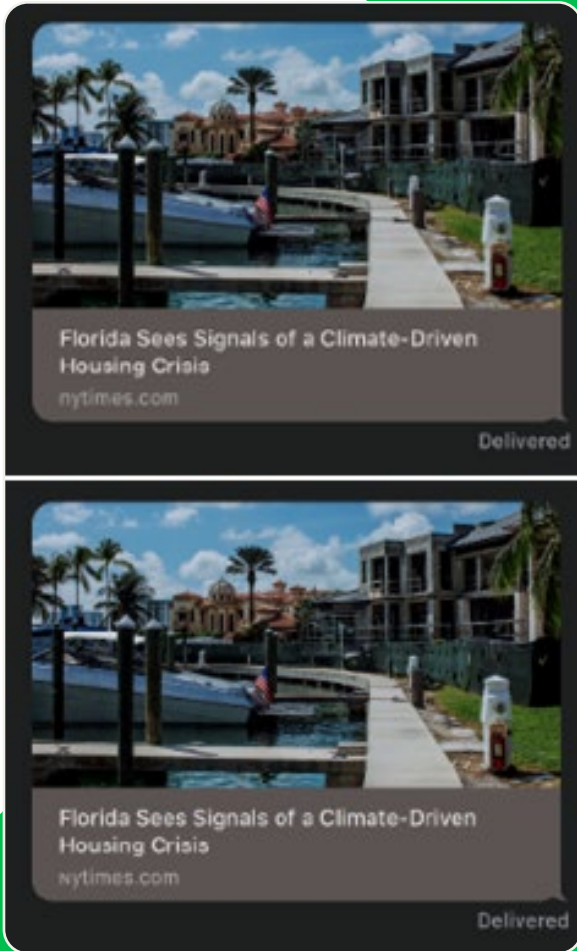 Florida Sees Signals of a Climate-Driven
Housing Crisis
nytimes.com
Delivered
Florida Sees Signals of a Climate-Driven
Housing Crisis
ɴytimes.com
Delivered